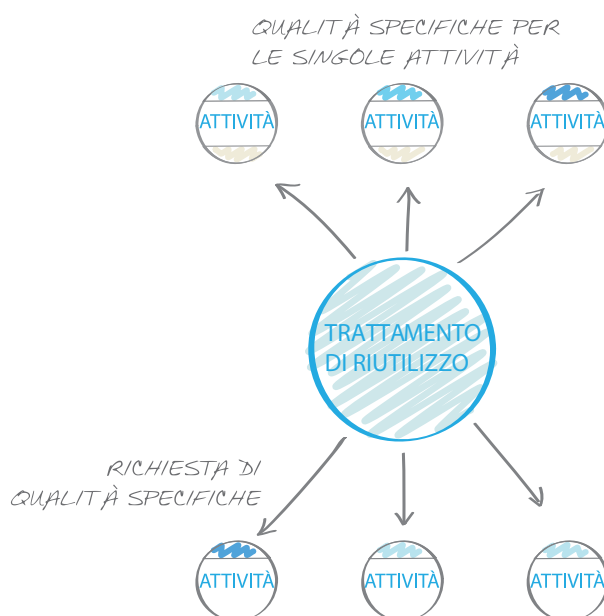 QUALITÀ SPECIFICHE PER
LE SINGOLE ATTIVITÀ
ATTIVITÀ
ATTIVITÀ
ATTIVITÀ
TRATTAMENTO
DI RIUTILIZZO
RICHIESTA DI
QUALITÀ SPECIFICHE
ATTIVITÀ
ATTIVITÀ
ATTIVITÀ